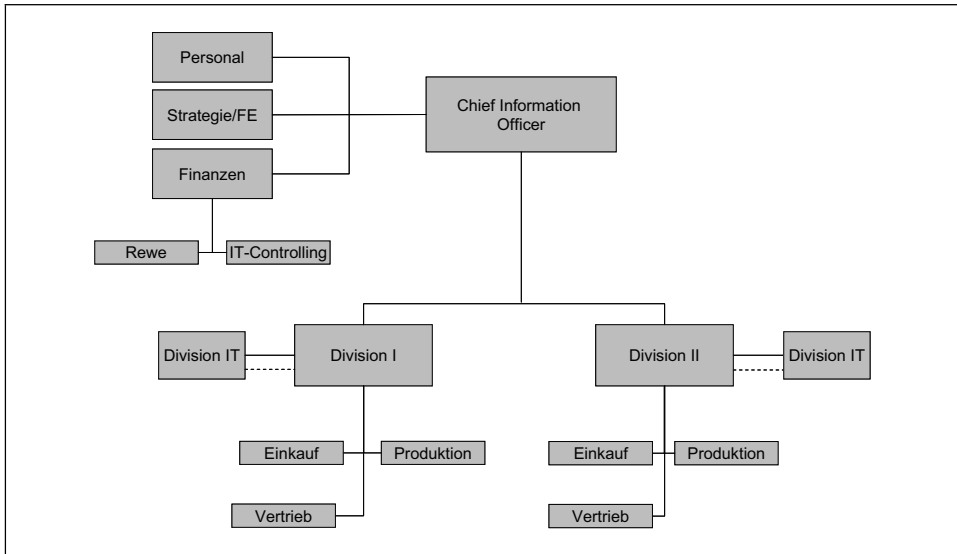 Personal
Strategie/FE
Finanzen
Chief Information
Officer
Rewe
IT-Controlling
Division IT
Division I
Division II
Division IT
Einkauf
Produktion
Einkauf
Produktion
Vertrieb
Vertrieb